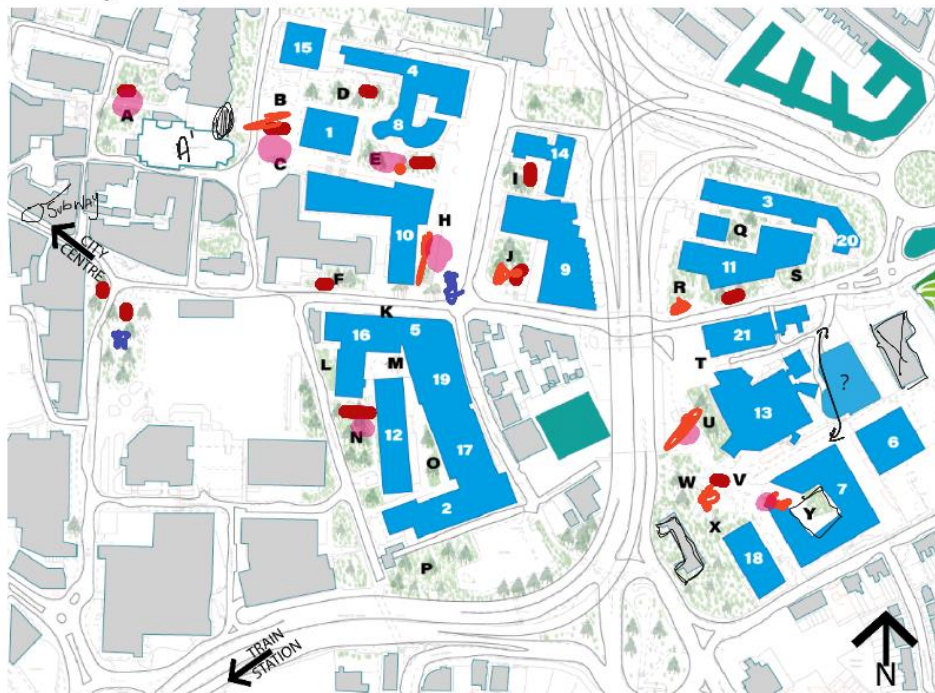 15
4
D
A
B
8
1
A'
C
E
14
I
3
Subway
H
Q
20
10
CITY
CENTRE
J
9
11
S
F
R
K
16
5
21
L
M
T
19
?
13
U
N
12
6
O
17
W
V
7
Y
2
X
18
P
TRAIN
STATION
N